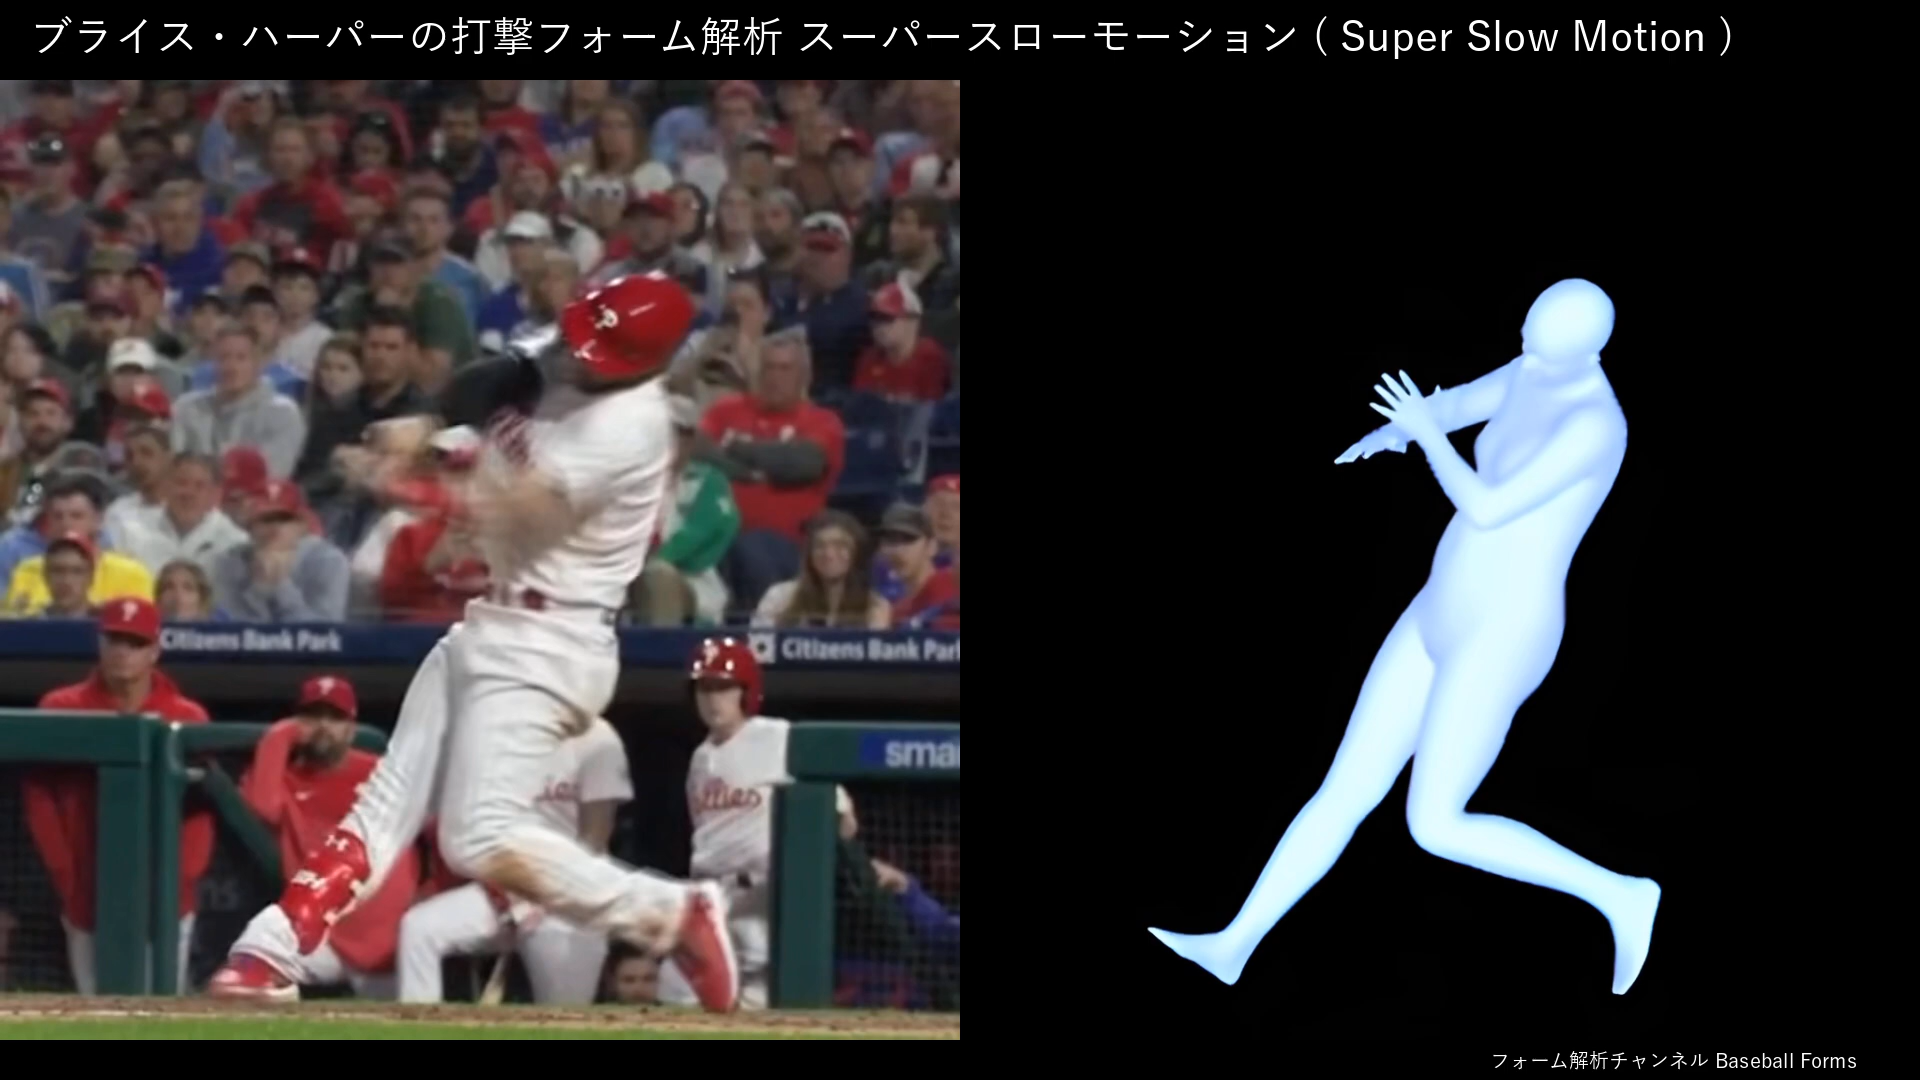 ブライス・ハーパーの打撃フォーム解析 スーパースローモーション ( Super Slow Motion )
Citizens Bank Park
Citizens Bank Par
sma
フォーム解析チャンネル Baseball Forms